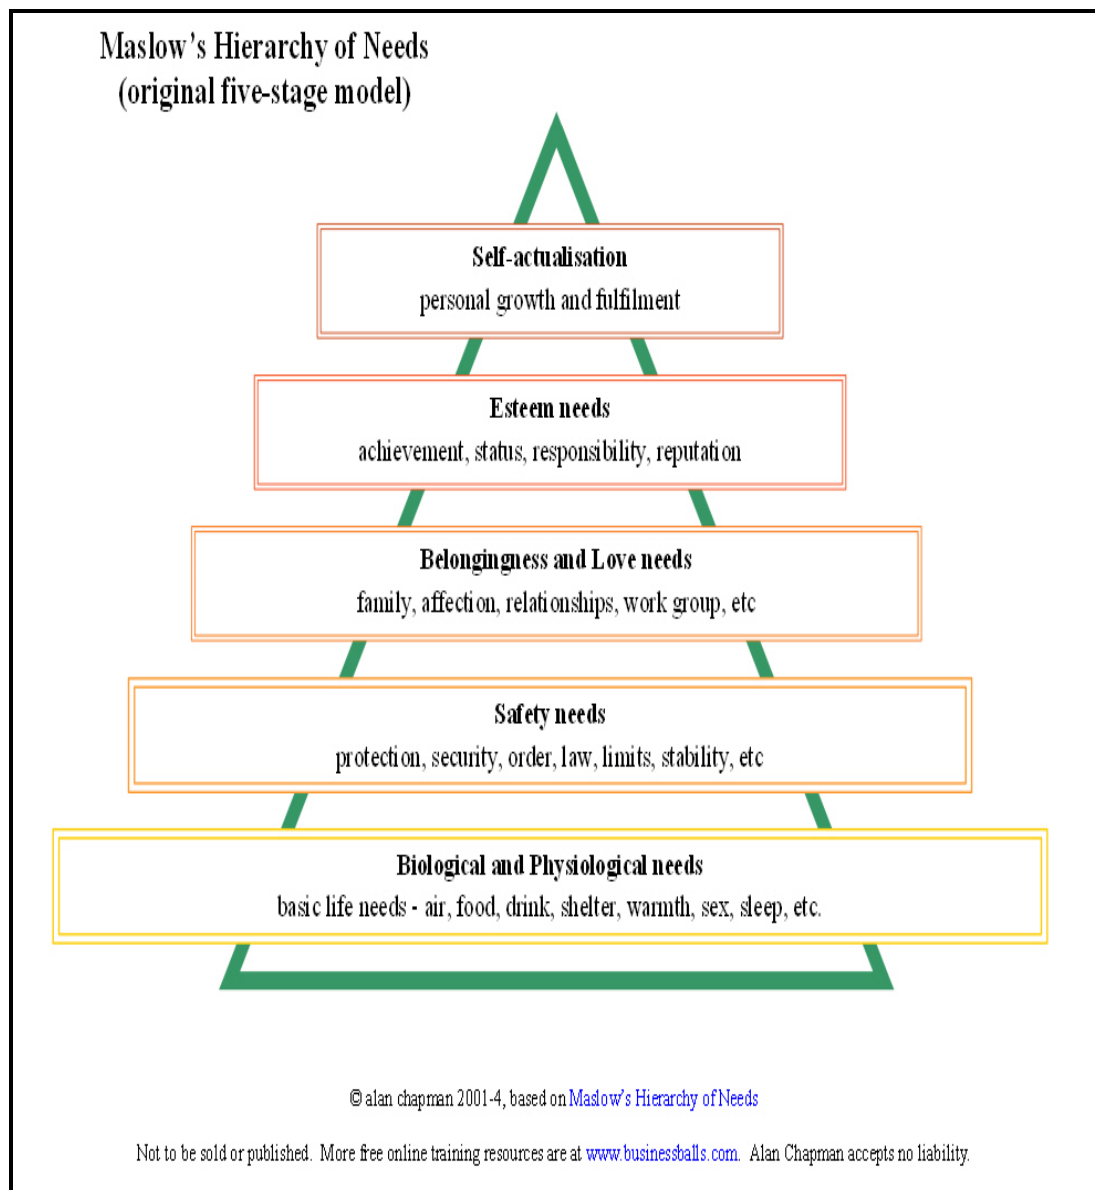 Maslow's Hierarchy of Needs
(original five-stage model)
Self-actualisation
personal growth and fulfilment
Esteem needs
achievement, status, responsibility, reputation
Belongingness and Love needs
family, affection, relationships, work group, etc
Safety needs
protection, security, order, law, limits, stability, etc
Biological and Physiological needs
basic life needs - air, food, drink, shelter, warmth, sex, sleep, etc.
© alan chapman 2001-4, based on Maslow's Hierarchy of Needs
Not to be sold or published.  More free online training resources are at www.businessballs.com.  Alan Chapman accepts no liability.